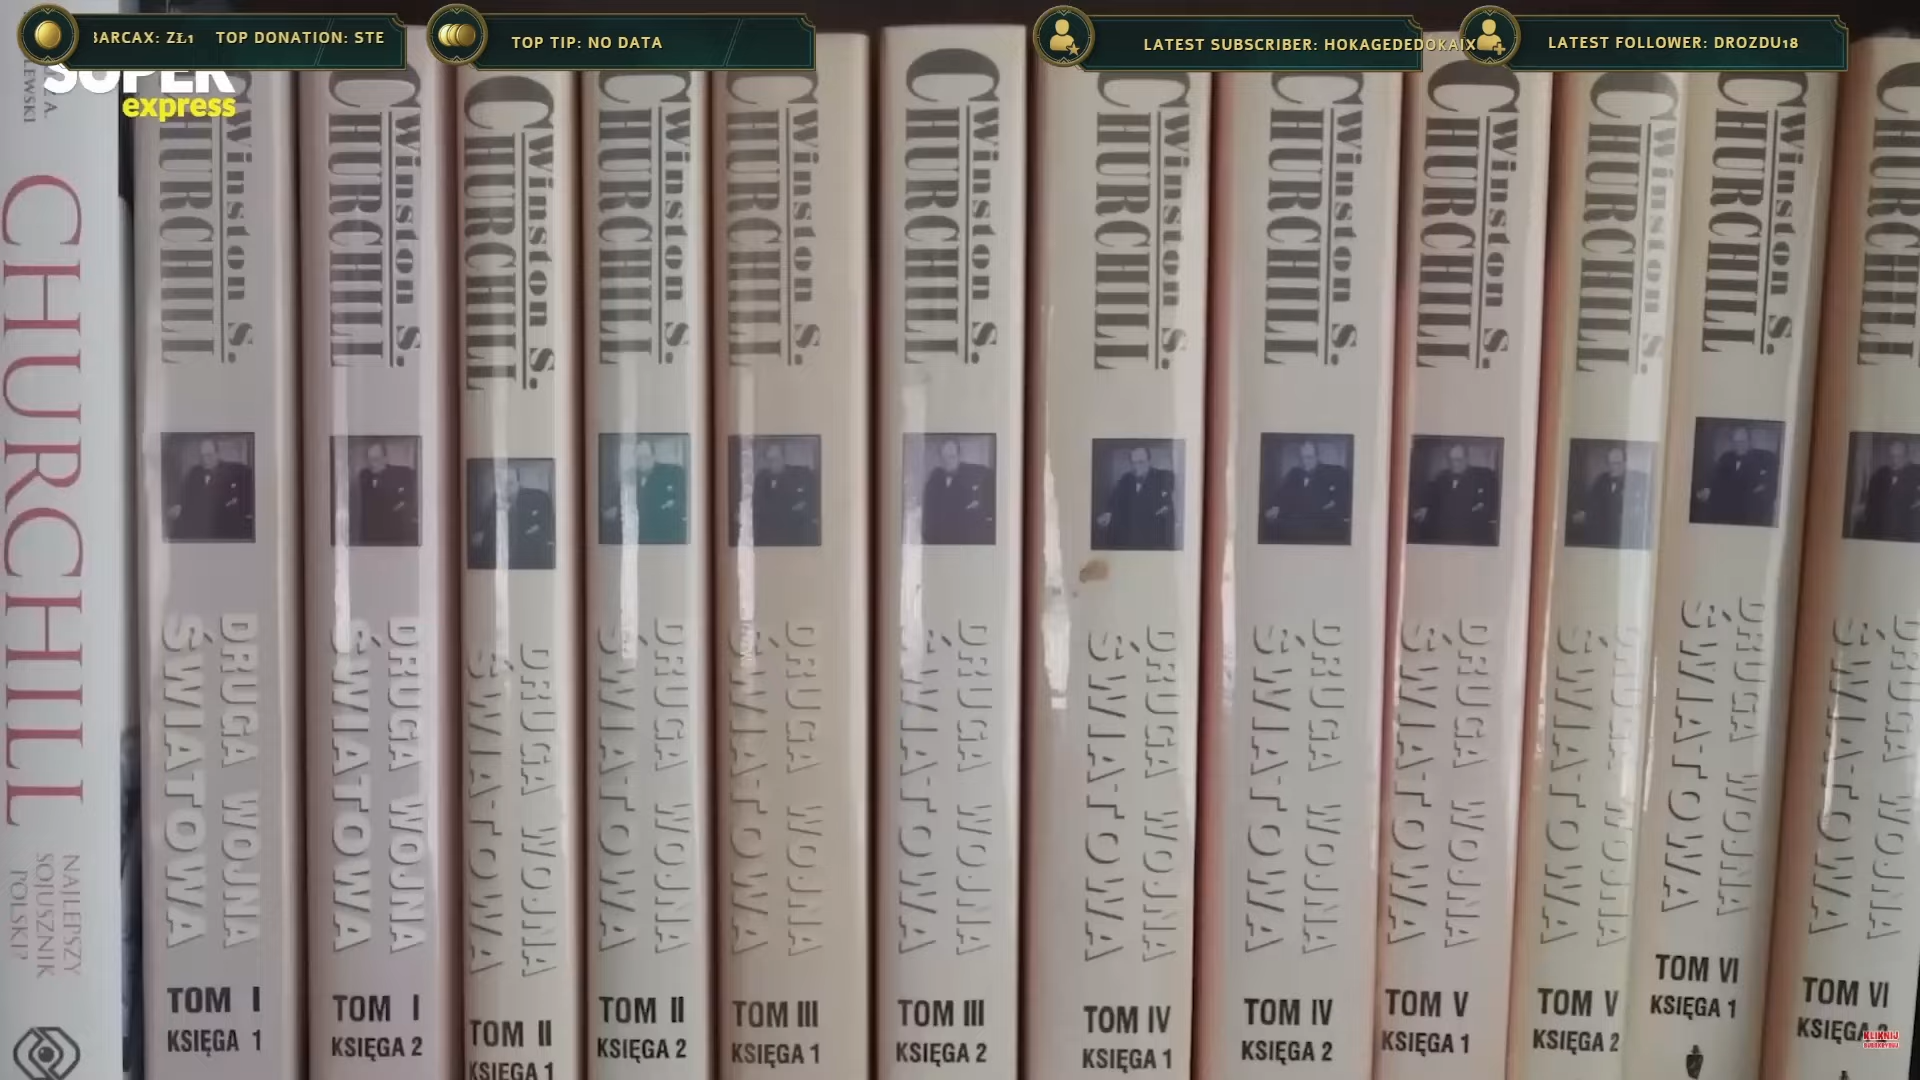 BARCAX: ZŁ1 TOP DONATION: STE
TOP TIP: NO DATA
LATEST SUBSCRIBER: HOKAGEDEDOKAIX
LATEST FOLLOWER: DROZDU18
SUPER
express
CHURCHILL
NAJLEPSZY
SOJUSZNIK
POLSKI?
Winston S.
CHURCHILL
DRUGA WOJNA
ŚWIATOWA
TOM I
KSIĘGA 1
Winston S.
CHURCHILL
DRUGA WOJNA
ŚWIATOWA
TOM I
KSIĘGA 2
Winston S.
CHURCHILL
DRUGA WOJNA
ŚWIATOWA
TOM II
KSIĘGA 1
Winston S.
CHURCHILL
DRUGA WOJNA
ŚWIATOWA
TOM II
KSIĘGA 2
Winston S.
CHURCHILL
DRUGA WOJNA
ŚWIATOWA
TOM III
KSIĘGA 1
Winston S.
CHURCHILL
DRUGA WOJNA
ŚWIATOWA
TOM III
KSIĘGA 2
Winston S.
CHURCHILL
DRUGA WOJNA
ŚWIATOWA
TOM IV
KSIĘGA 1
Winston S.
CHURCHILL
DRUGA WOJNA
ŚWIATOWA
TOM IV
KSIĘGA 2
Winston S.
CHURCHILL
DRUGA WOJNA
ŚWIATOWA
TOM V
KSIĘGA 1
Winston S.
CHURCHILL
DRUGA WOJNA
ŚWIATOWA
TOM V
KSIĘGA 2
Winston S.
CHURCHILL
DRUGA WOJNA
ŚWIATOWA
TOM VI
KSIĘGA 1
CHURCHILL
DRUGA WOJNA
ŚWIATOWA
TOM VI
KSIĘGA 2
KLIKNIJ
SUBSKRYBUJ